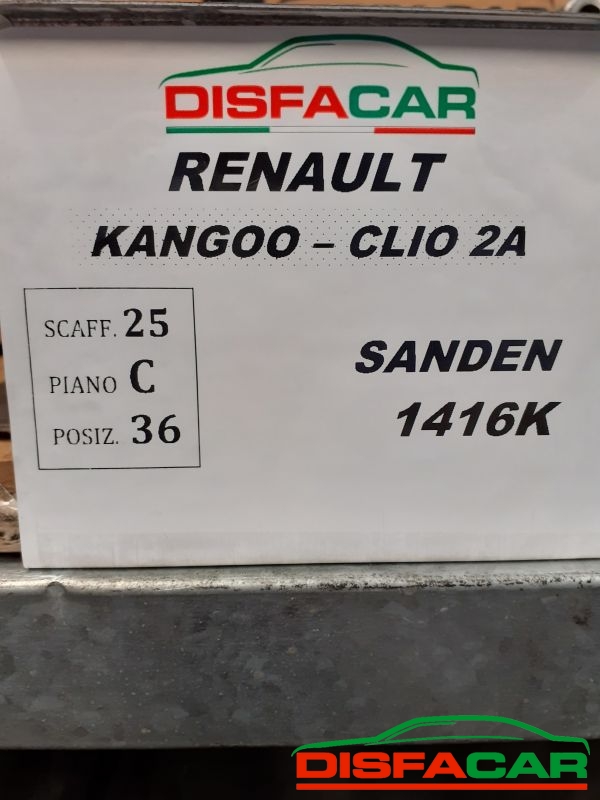 DISFACAR
RENAULT
KANGOO – CLIO 2A
SCAFF. 25
PIANO C
POSIZ. 36
SANDEN
1416K
DISFACAR